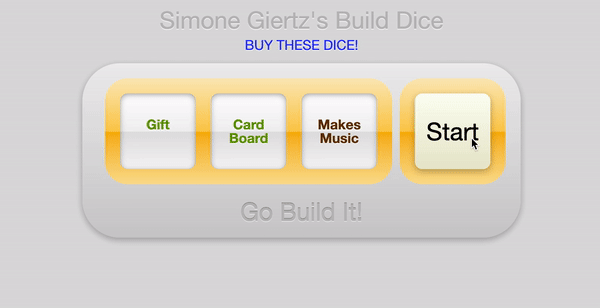 Simone Giertz's Build Dice
BUY THESE DICE!
Gift
Card
Board
Makes
Music
Start
Go Build It!